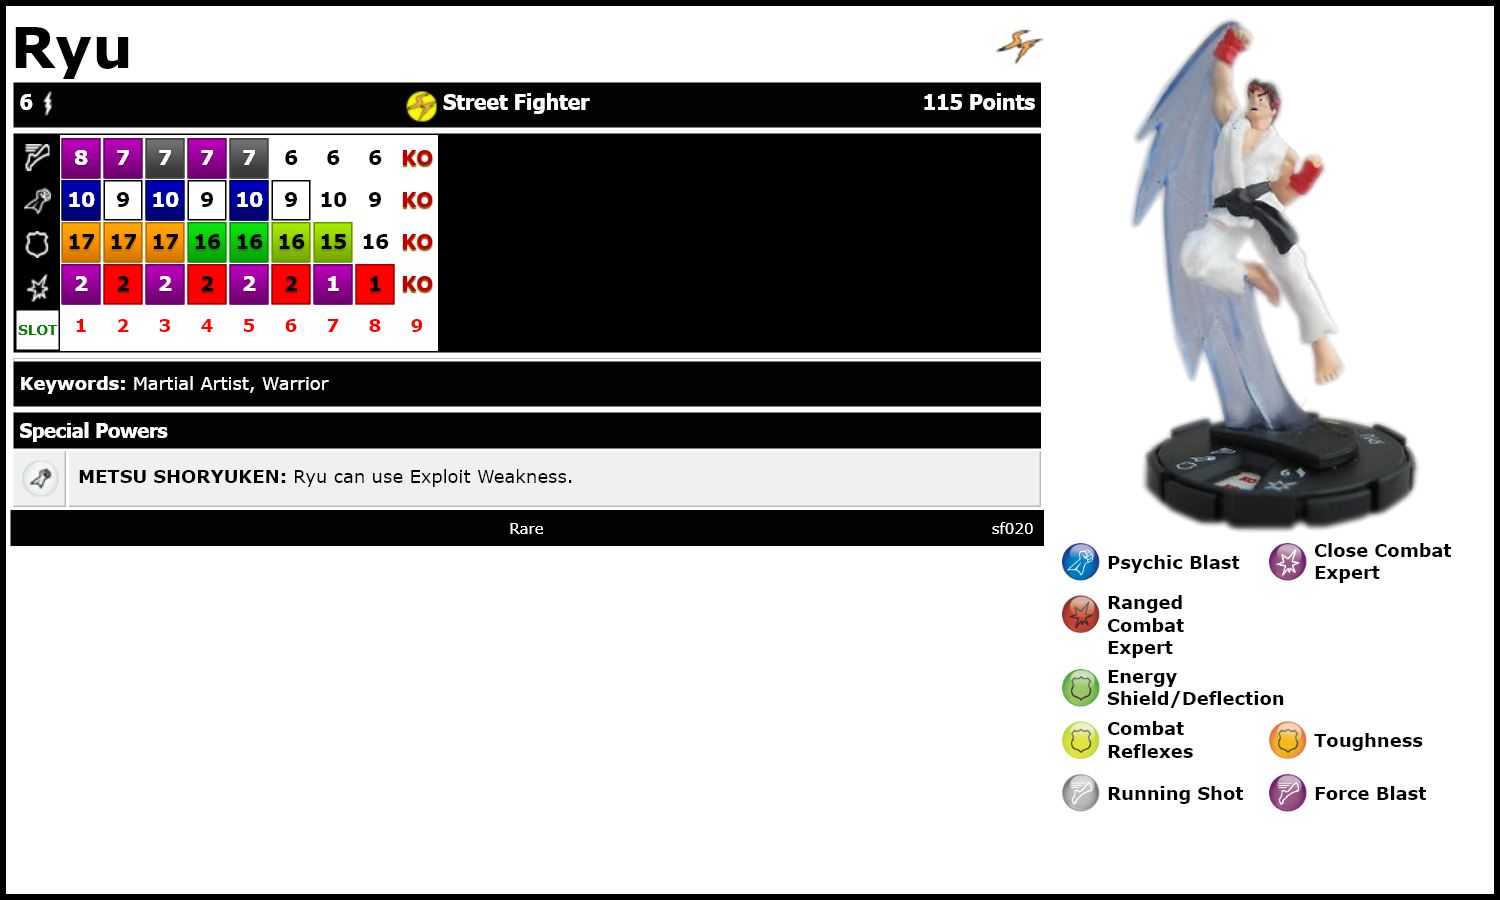 Ryu
6 Street Fighter 115 Points
8 7 7 7 7 6 6 6 KO
10 9 10 9 10 9 10 9 KO
17 17 17 16 16 16 15 16 KO
2 2 2 2 2 2 1 1 KO
SLOT 1 2 3 4 5 6 7 8 9
Keywords: Martial Artist, Warrior
Special Powers
METSU SHORYUKEN: Ryu can use Exploit Weakness.
Rare sf020
KO
Psychic Blast
Close Combat
Expert
Ranged
Combat
Expert
Energy
Shield/Deflection
Combat
Reflexes
Toughness
Running Shot
Force Blast